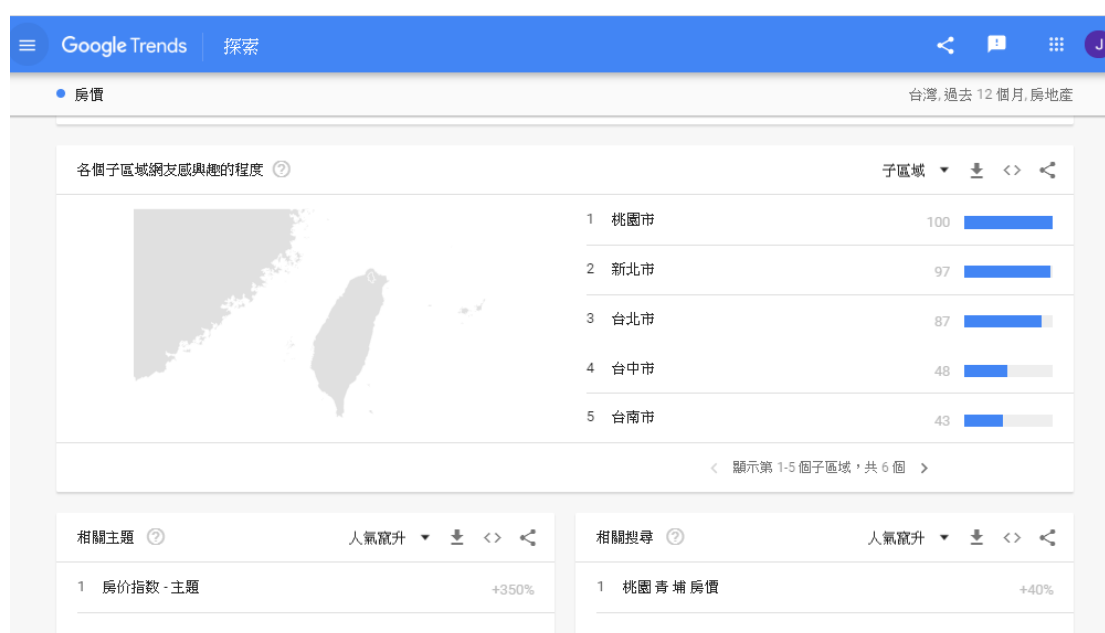 Google Trends 探索
J
房價 台灣, 過去 12 個月, 房地產
各個子區域網友感興趣的程度 子區域
1 桃園市 100
2 新北市 97
3 台北市 87
4 台中市 48
5 台南市 43
顯示第 1-5 個子區域，共 6 個
相關主題 人氣竄升
1 房价指数 - 主題 +350%
相關搜尋 人氣竄升
1 桃園 青 埔 房價 +40%